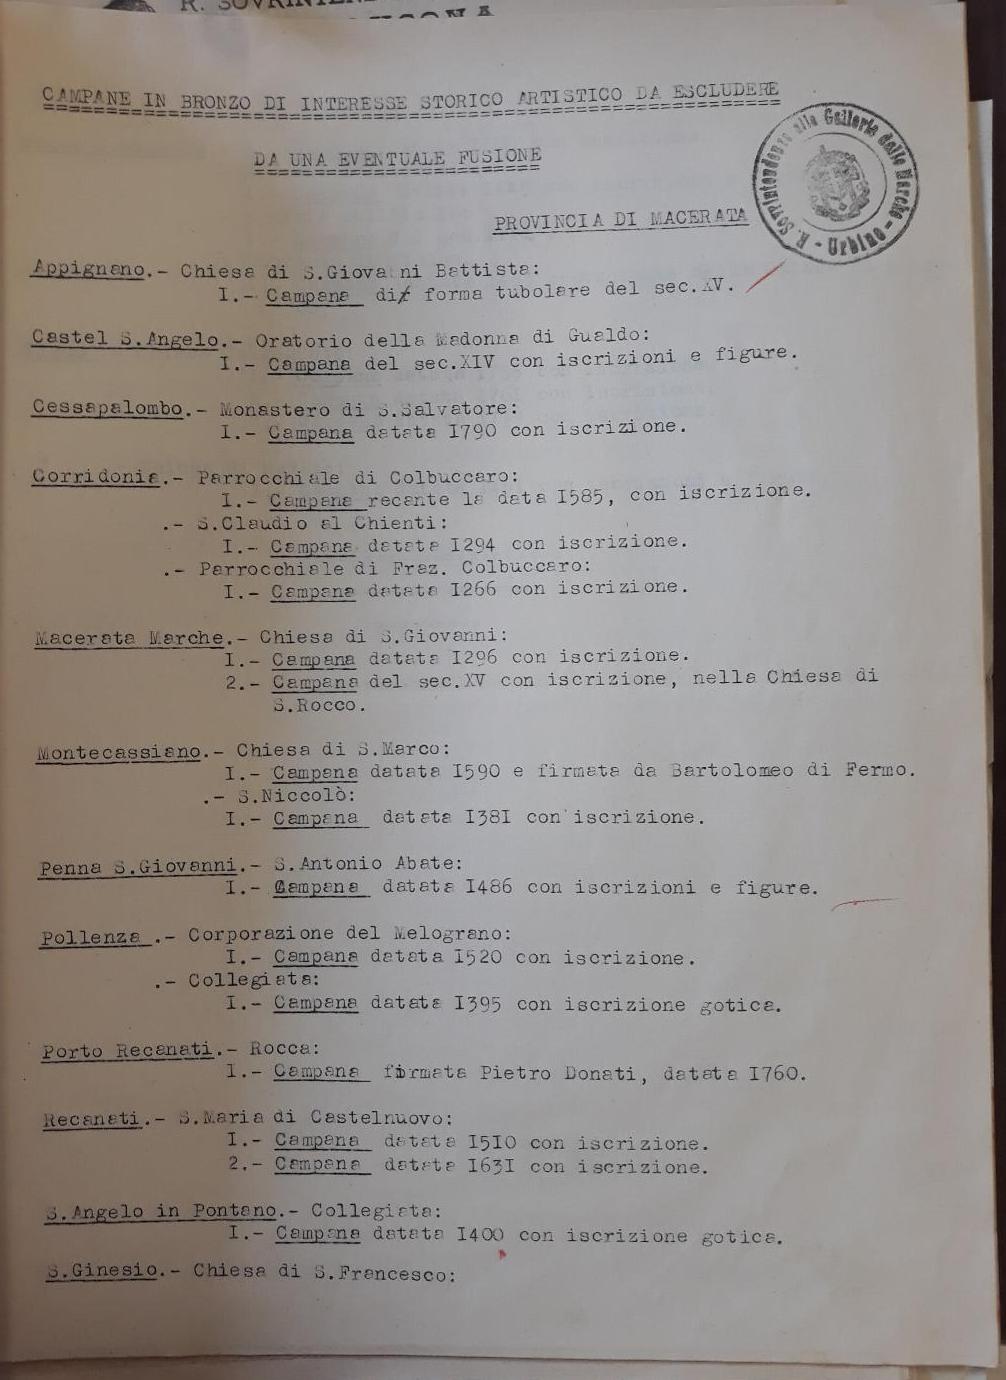 R. SOVRINTEN
CAMPANE IN BRONZO DI INTERESSE STORICO ARTISTICO DA ESCLUDERE
DA UNA EVENTUALE FUSIONE
R. Sovrintendenza alle Gallerie delle Marche - Urbino
PROVINCIA DI MACERATA
Appignano.- Chiesa di S.Giovanni Battista:
I.- Campana di forma tubolare del sec.XV.
Castel S.Angelo.- Oratorio della Madonna di Gualdo:
I.- Campana del sec.XIV con iscrizioni e figure.
Cessapalombo.- Monastero di S.Salvatore:
I.- Campana datata I790 con iscrizione.
Corridonia.- Parrocchiale di Colbuccaro:
I.- Campana recante la data I585, con iscrizione.
.- S.Claudio al Chienti:
I.- Campana datata I294 con iscrizione.
.- Parrocchiale di Fraz. Colbuccaro:
I.- Campana datata I266 con iscrizione.
Macerata Marche.- Chiesa di S.Giovanni:
I.- Campana datata I296 con iscrizione.
2.- Campana del sec.XV con iscrizione, nella Chiesa di
S.Rocco.
Montecassiano.- Chiesa di S.Marco:
I.- Campana datata I590 e firmata da Bartolomeo di Fermo.
.- S.Niccolò:
I.- Campana datata I38I con iscrizione.
Penna S.Giovanni.- S.Antonio Abate:
I.- Campana datata I486 con iscrizioni e figure.
Pollenza .- Corporazione del Melograno:
I.- Campana datata I520 con iscrizione.
.- Collegiata:
I.- Campana datata I395 con iscrizione gotica.
Porto Recanati.- Rocca:
I.- Campana firmata Pietro Donati, datata I760.
Recanati.- S.Maria di Castelnuovo:
I.- Campana datata I5IO con iscrizione.
2.- Campana datata I63I con iscrizione.
S.Angelo in Pontano.- Collegiata:
I.- Campana datata I400 con iscrizione gotica.
S.Ginesio.- Chiesa di S.Francesco: